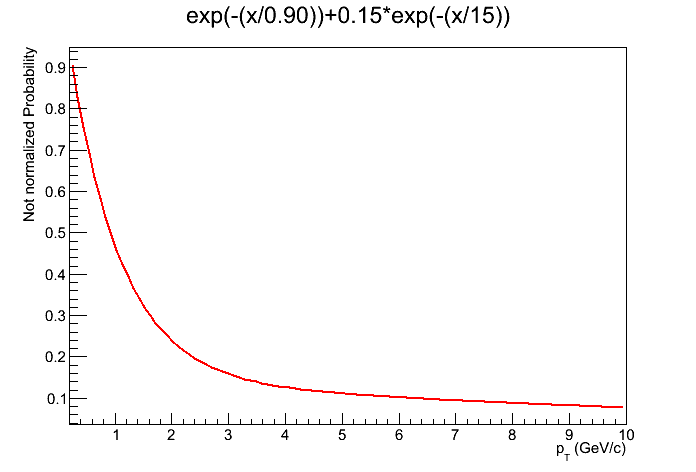 exp(-(x/0.90))+0.15*exp(-(x/15))
Not normalized Probability
0.9
0.8
0.7
0.6
0.5
0.4
0.3
0.2
0.1
1 2 3 4 5 6 7 8 9 10
p_T (GeV/c)